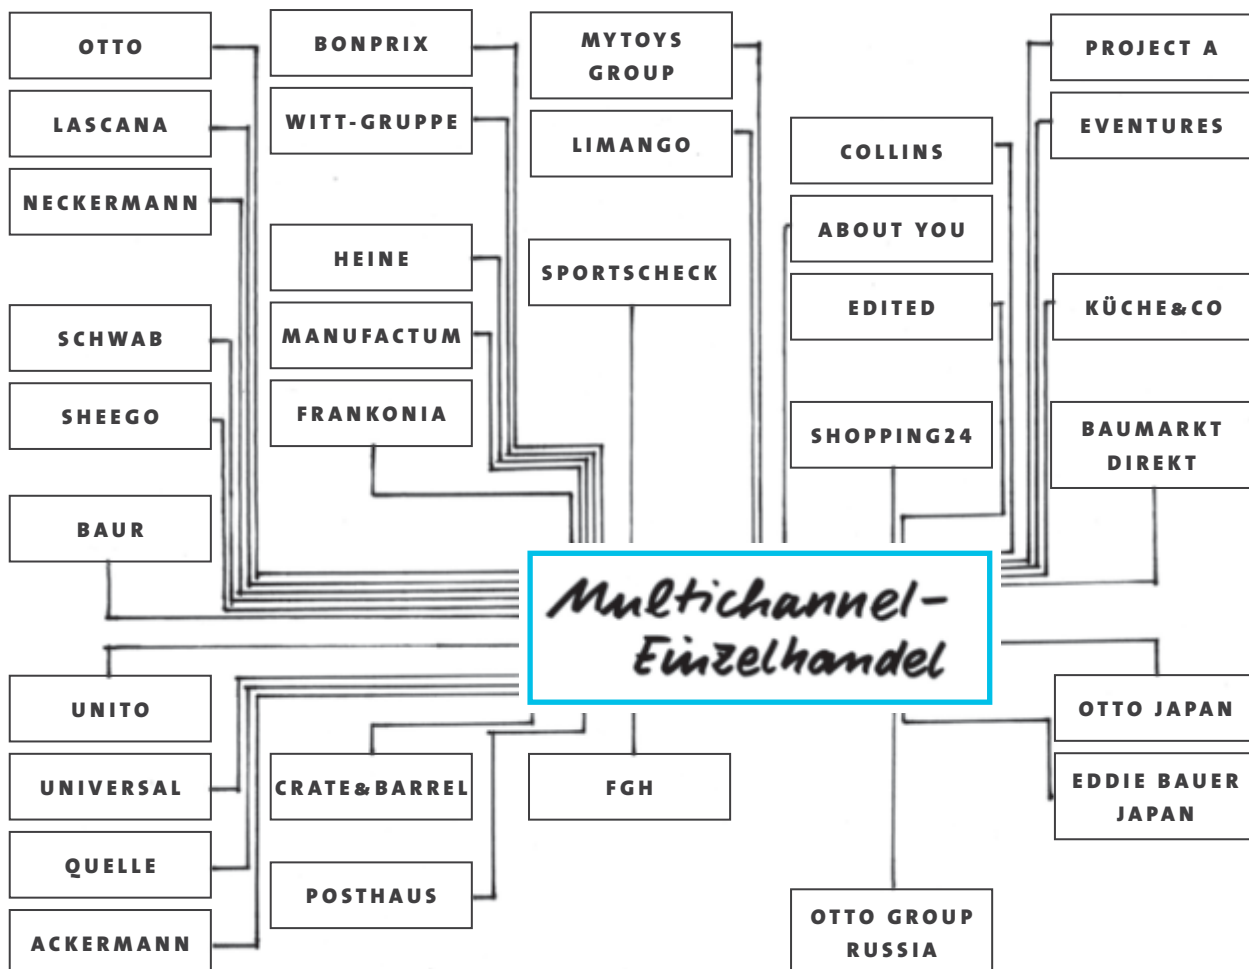 OTTO
LASCANA
NECKERMANN
SCHWAB
SHEEGO
BAUR
BONPRIX
WITT-GRUPPE
HEINE
MANUFACTUM
FRANKONIA
MYTOYS
GROUP
LIMANGO
SPORTSCHECK
COLLINS
ABOUT YOU
EDITED
SHOPPING24
PROJECT A
EVENTURES
KÜCHE&CO
BAUMARKT
DIREKT
Multichannel-
Einzelhandel
UNITO
UNIVERSAL
QUELLE
ACKERMANN
CRATE&BARREL
POSTHAUS
FGH
OTTO GROUP
RUSSIA
OTTO JAPAN
EDDIE BAUER
JAPAN